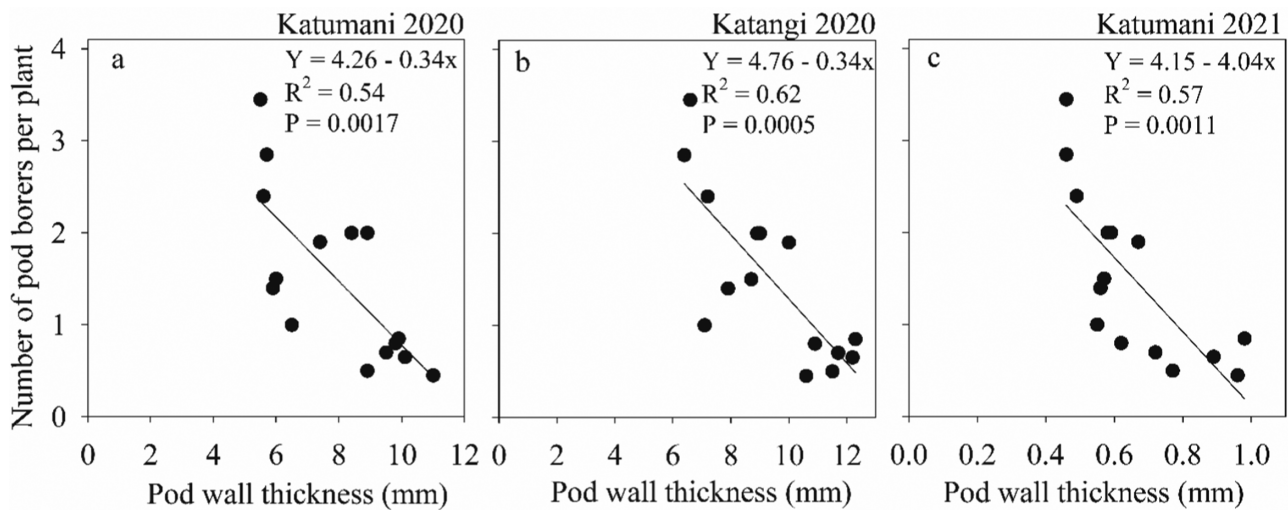 Katumani 2020
Katangi 2020
Katumani 2021
Number of pod borers per plant
4
3
2
1
0
a
Y = 4.26 - 0.34x
R² = 0.54
P = 0.0017
b
Y = 4.76 - 0.34x
R² = 0.62
P = 0.0005
c
Y = 4.15 - 4.04x
R² = 0.57
P = 0.0011
0 2 4 6 8 10 12
0 2 4 6 8 10 12
0.0 0.2 0.4 0.6 0.8 1.0
Pod wall thickness (mm)
Pod wall thickness (mm)
Pod wall thickness (mm)